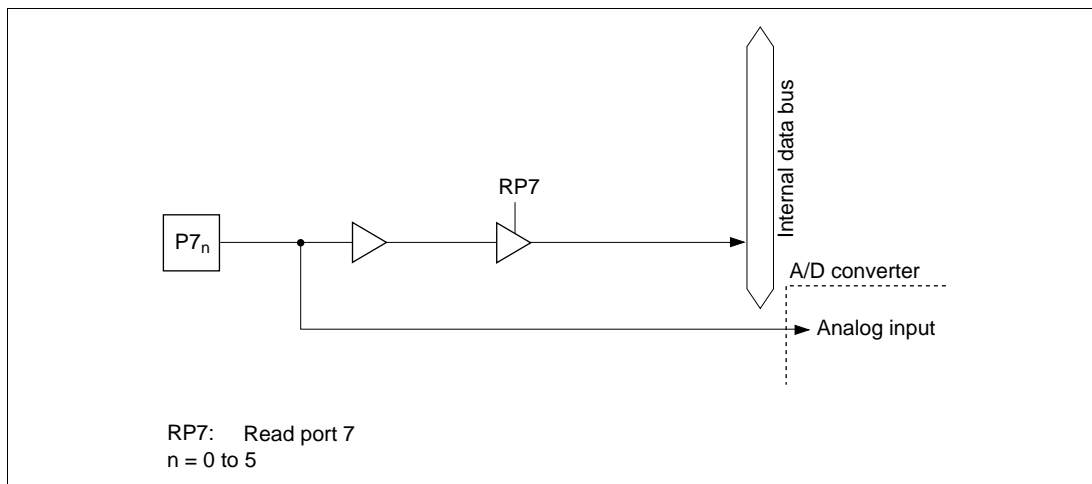 Internal data bus
RP7
P7n
A/D converter
Analog input
RP7: Read port 7
n = 0 to 5